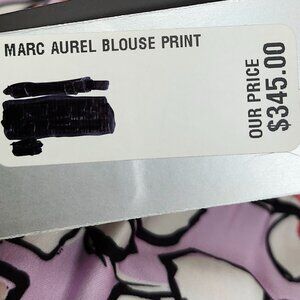 MARC AUREL BLOUSE PRINT
OUR PRICE
$345.00